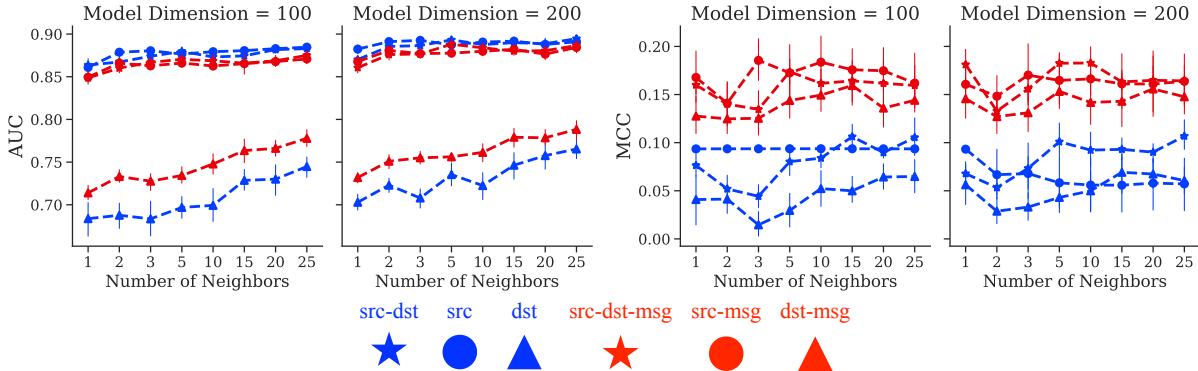 Model Dimension = 100 Model Dimension = 200 Model Dimension = 100 Model Dimension = 200
AUC
0.90
0.85
0.80
0.75
0.70
MCC
0.20
0.15
0.10
0.05
0.00
1 2 3 5 10 15 20 25 1 2 3 5 10 15 20 25 1 2 3 5 10 15 20 25 1 2 3 5 10 15 20 25
Number of Neighbors Number of Neighbors Number of Neighbors Number of Neighbors
src-dst src dst src-dst-msg src-msg dst-msg